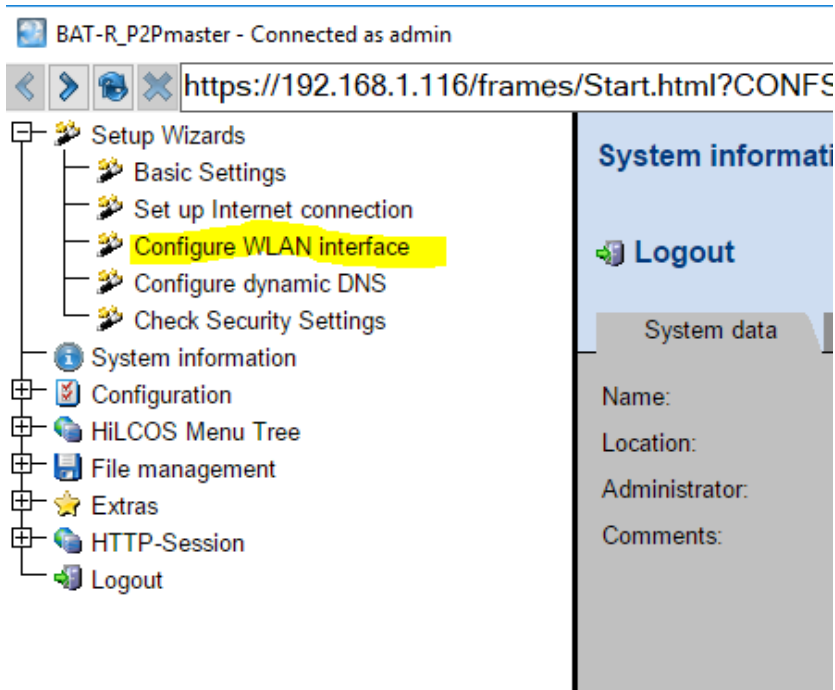 BAT-R_P2Pmaster - Connected as admin
https://192.168.1.116/frames/Start.html?CONFS
Setup Wizards
Basic Settings
Set up Internet connection
Configure WLAN interface
Configure dynamic DNS
Check Security Settings
System information
Configuration
HiLCOS Menu Tree
File management
Extras
HTTP-Session
Logout
System informati
Logout
System data
Name:
Location:
Administrator:
Comments: